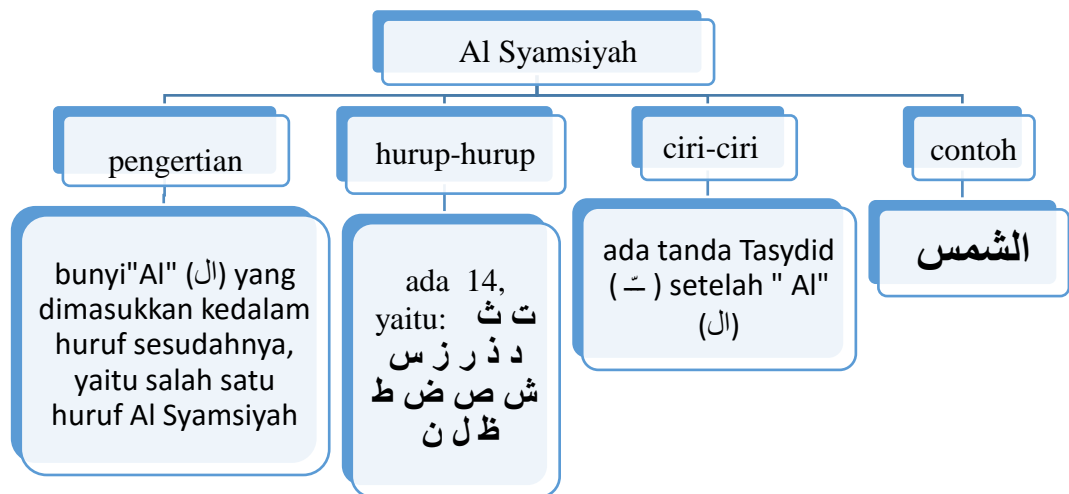 Al Syamsiyah
pengertian
bunyi"Al" (ال) yang
dimasukkan kedalam
huruf sesudahnya,
yaitu salah satu
huruf Al Syamsiyah
hurup-hurup
ada 14,
yaitu: ت ث
د ذ ر ز س
ش ص ض ط
ظ ل ن
ciri-ciri
ada tanda Tasydid
( ـّ ) setelah " Al"
(ال)
contoh
الشمس